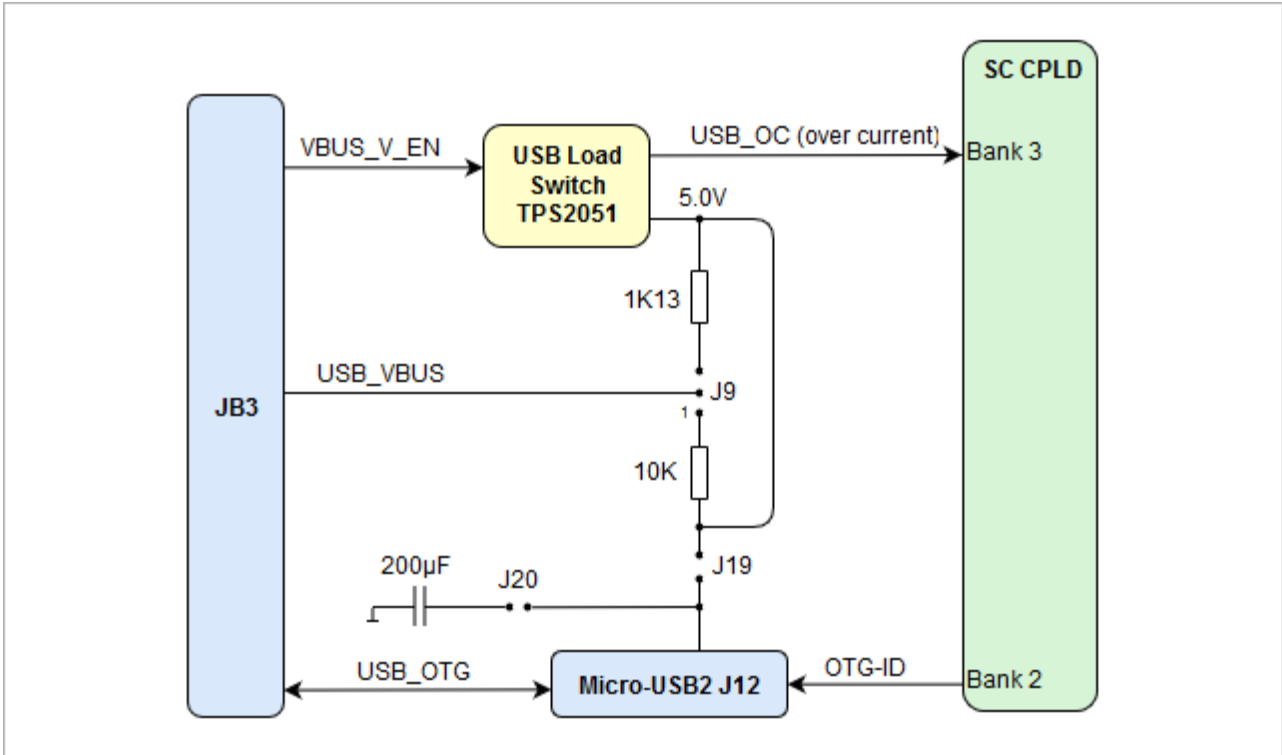 SC CPLD
VBUS_V_EN
USB Load
Switch
TPS2051
USB_OC (over current)
Bank 3
5.0V
1K13
USB_VBUS
J9
JB3
1
10K
200µF
J20
J19
USB_OTG
Micro-USB2 J12
OTG-ID
Bank 2